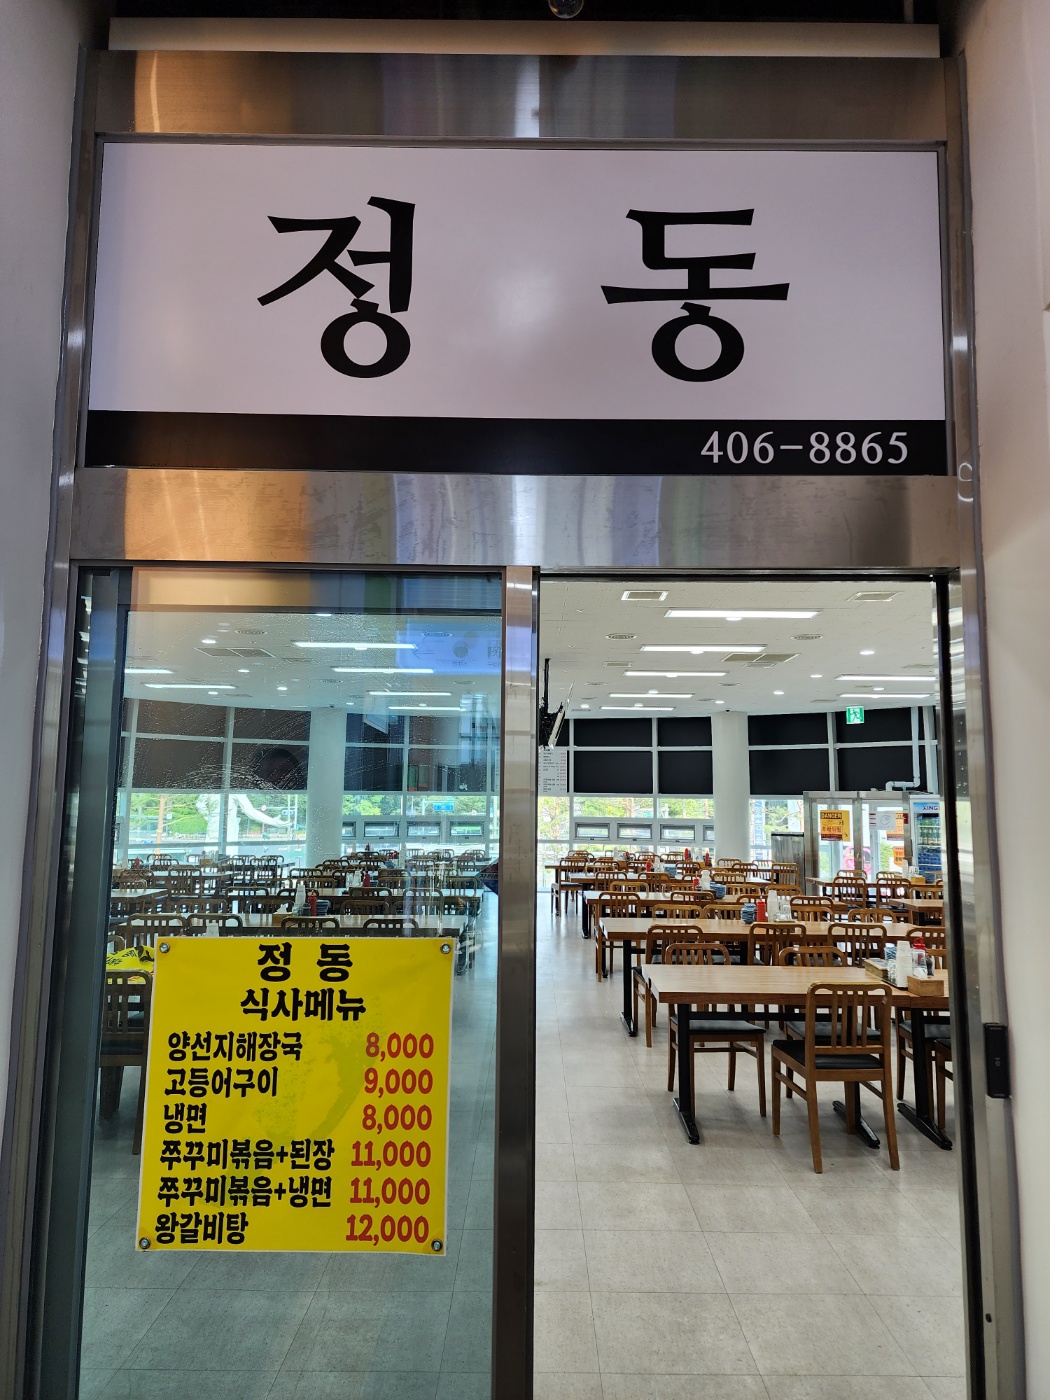 정 동
406-8865
정 동
식사메뉴
양선지해장국 8,000
고등어구이 9,000
냉면 8,000
쭈꾸미볶음+된장 11,000
쭈꾸미볶음+냉면 11,000
왕갈비탕 12,000
DANGER